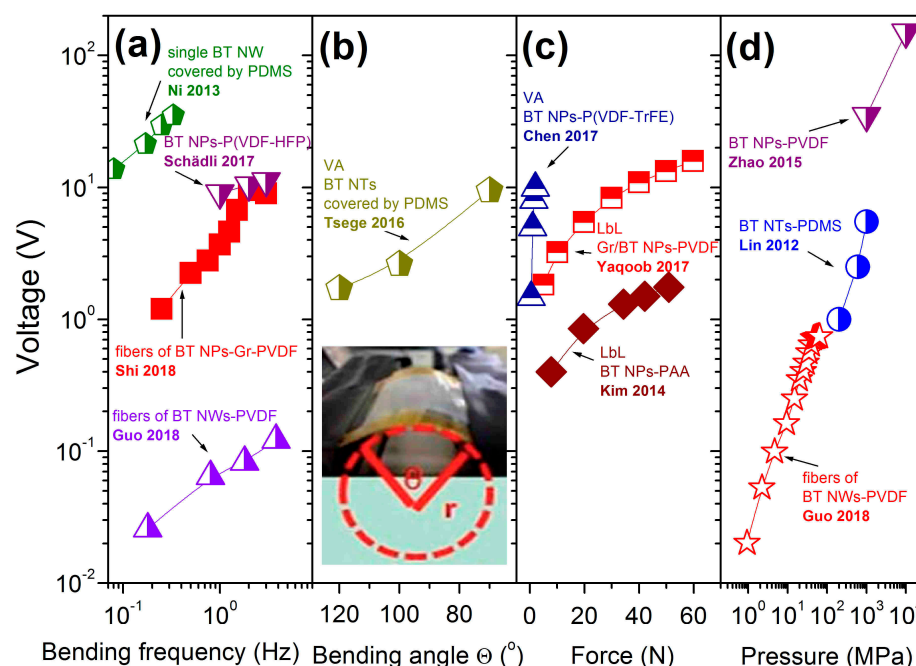 (a)
(b)
(c)
(d)
Voltage (V)
10²
10¹
10⁰
10⁻¹
10⁻²
single BT NW
covered by PDMS
Ni 2013
BT NPs-P(VDF-HFP)
Schädli 2017
fibers of BT NPs-Gr-PVDF
Shi 2018
fibers of BT NWs-PVDF
Guo 2018
10⁻¹ 10⁰
Bending frequency (Hz)
VA
BT NTs
covered by PDMS
Tsege 2016
Θ
r
120 100 80
Bending angle Θ (°)
VA
BT NPs-P(VDF-TrFE)
Chen 2017
LbL
Gr/BT NPs-PVDF
Yaqoob 2017
LbL
BT NPs-PAA
Kim 2014
0 20 40 60
Force (N)
BT NPs-PVDF
Zhao 2015
BT NTs-PDMS
Lin 2012
fibers of
BT NWs-PVDF
Guo 2018
10⁰ 10¹ 10² 10³ 10⁴
Pressure (MPa)